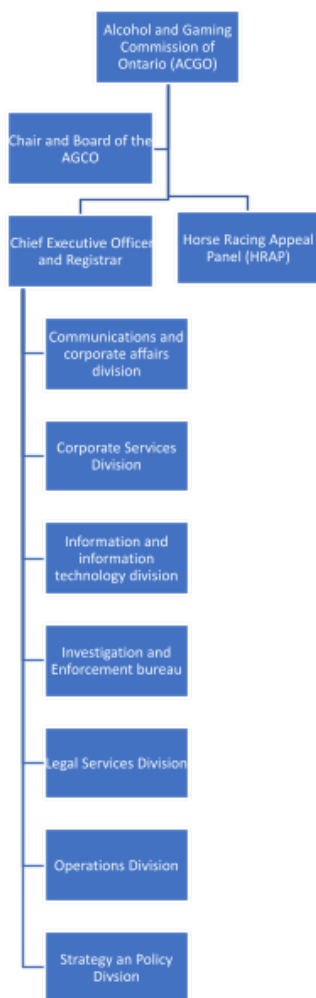 Alcohol and Gaming
Commission of
Ontario (ACGO)
Chair and Board of the
AGCO
Chief Executive Officer
and Registrar
Horse Racing Appeal
Panel (HRAP)
Communications and
corporate affairs
division
Corporate Services
Division
Information and
information
technology division
Investigation and
Enforcement bureau
Legal Services Division
Operations Division
Strategy an Policy
Divsion